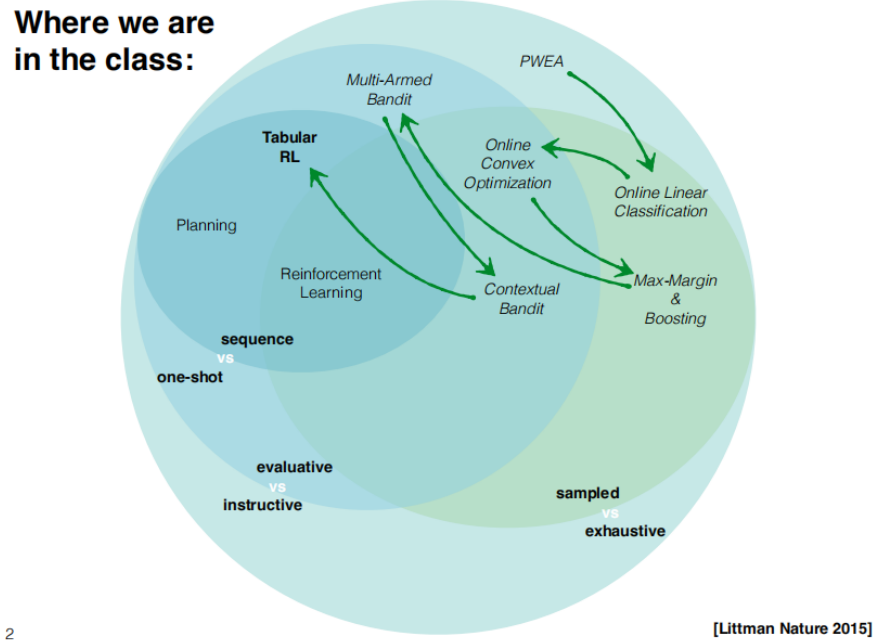 Where we are
in the class:
PWEA
Multi-Armed
Bandit
Tabular
RL
Online
Convex
Optimization
Online Linear
Classification
Planning
Reinforcement
Learning
Contextual
Bandit
Max-Margin
&
Boosting
sequence
vs
one-shot
evaluative
vs
instructive
sampled
vs
exhaustive
2
[Littman Nature 2015]